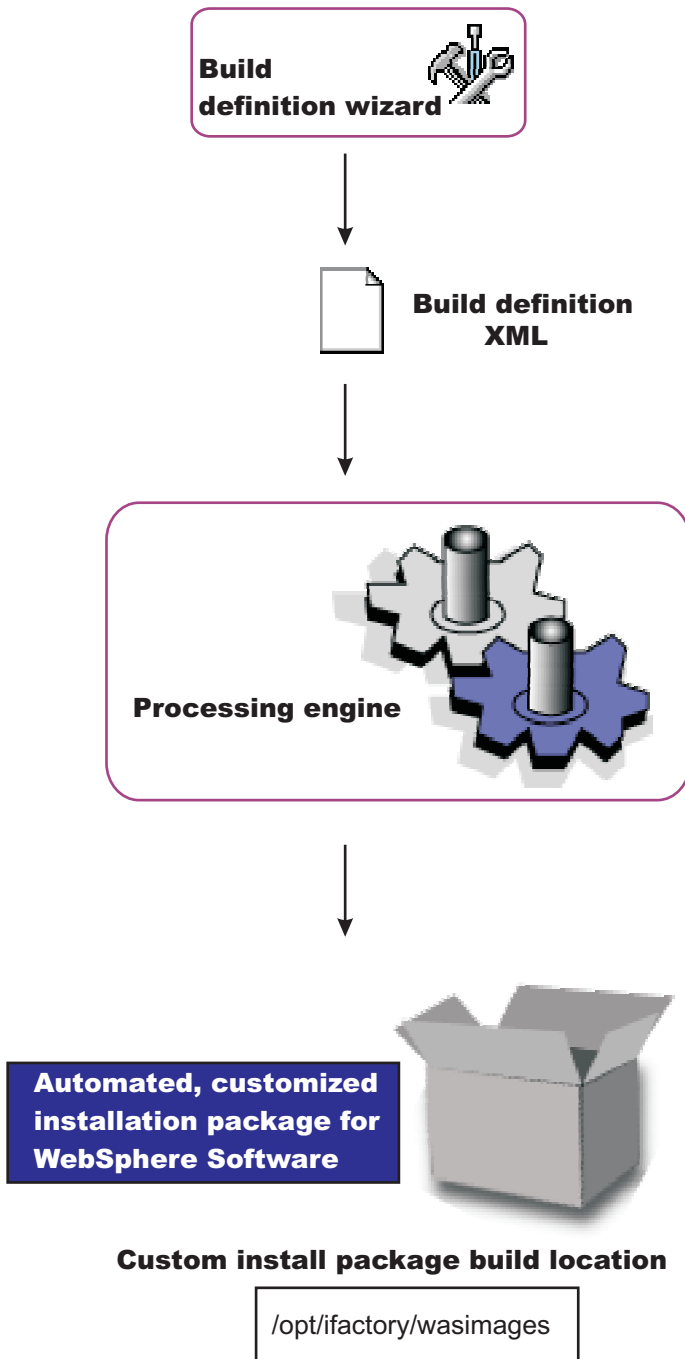 Build
definition wizard
Build definition
XML
Processing engine
Automated, customized
installation package for
WebSphere Software
Custom install package build location
/opt/ifactory/wasimages